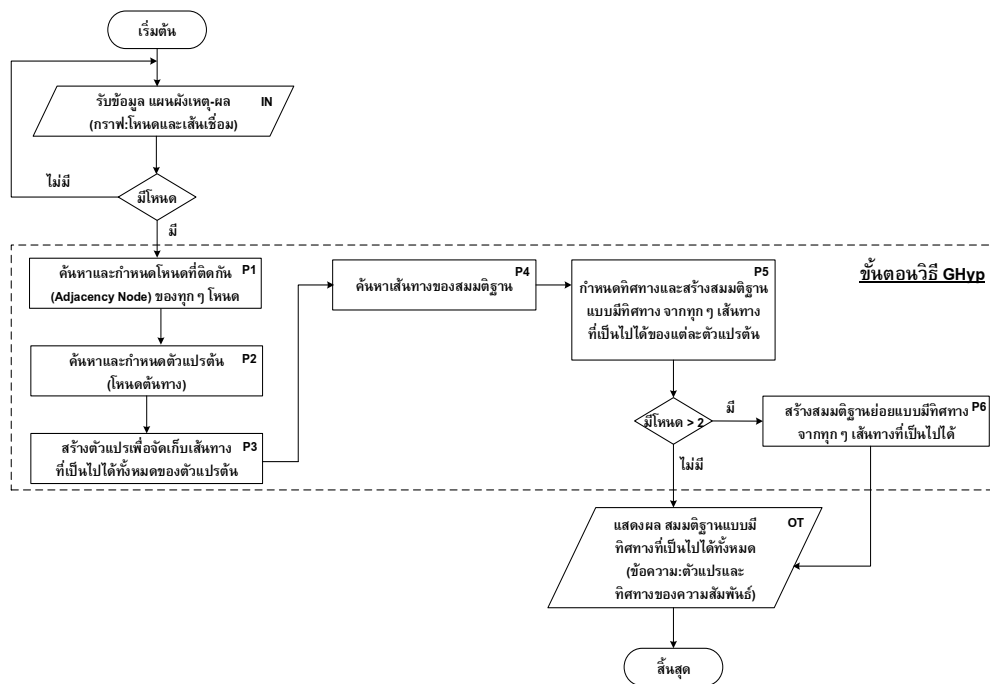 เริ่มต้น
รับข้อมูล แผนผังเหตุ-ผล IN
(กราฟ:โหนดและเส้นเชื่อม)
ไม่มี
มีโหนด
มี
ขั้นตอนวิธี GHyp
ค้นหาและกำหนดโหนดที่ติดกัน P1
(Adjacency Node) ของทุก ๆ โหนด
ค้นหาและกำหนดตัวแปรต้น P2
(โหนดต้นทาง)
สร้างตัวแปรเพื่อจัดเก็บเส้นทาง P3
ที่เป็นไปได้ทั้งหมดของตัวแปรต้น
P4
ค้นหาเส้นทางของสมมติฐาน
P5
กำหนดทิศทางและสร้างสมมติฐาน
แบบมีทิศทาง จากทุก ๆ เส้นทาง
ที่เป็นไปได้ของแต่ละตัวแปรต้น
มีโหนด > 2
มี
สร้างสมมติฐานย่อยแบบมีทิศทาง P6
จากทุก ๆ เส้นทางที่เป็นไปได้
ไม่มี
แสดงผล สมมติฐานแบบมี OT
ทิศทางที่เป็นไปได้ทั้งหมด
(ข้อความ:ตัวแปรและ
ทิศทางของความสัมพันธ์)
สิ้นสุด